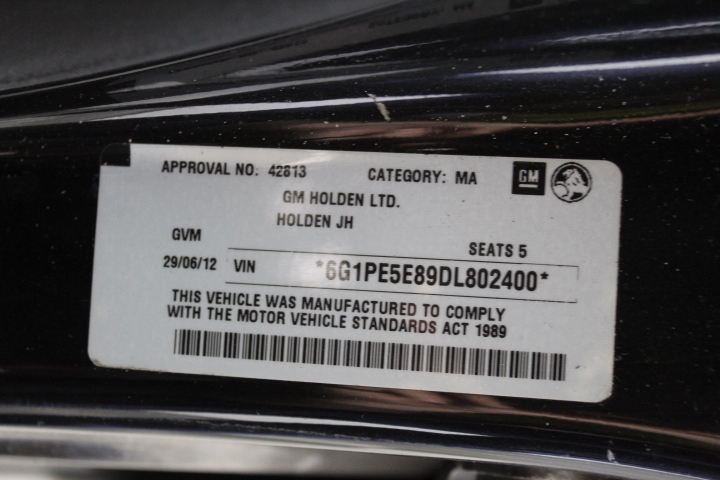 APPROVAL NO. 42813 CATEGORY: MA GM
GM HOLDEN LTD.
HOLDEN JH
GVM SEATS 5
29/06/12 VIN *6G1PE5E89DL802400*
THIS VEHICLE WAS MANUFACTURED TO COMPLY
WITH THE MOTOR VEHICLE STANDARDS ACT 1989